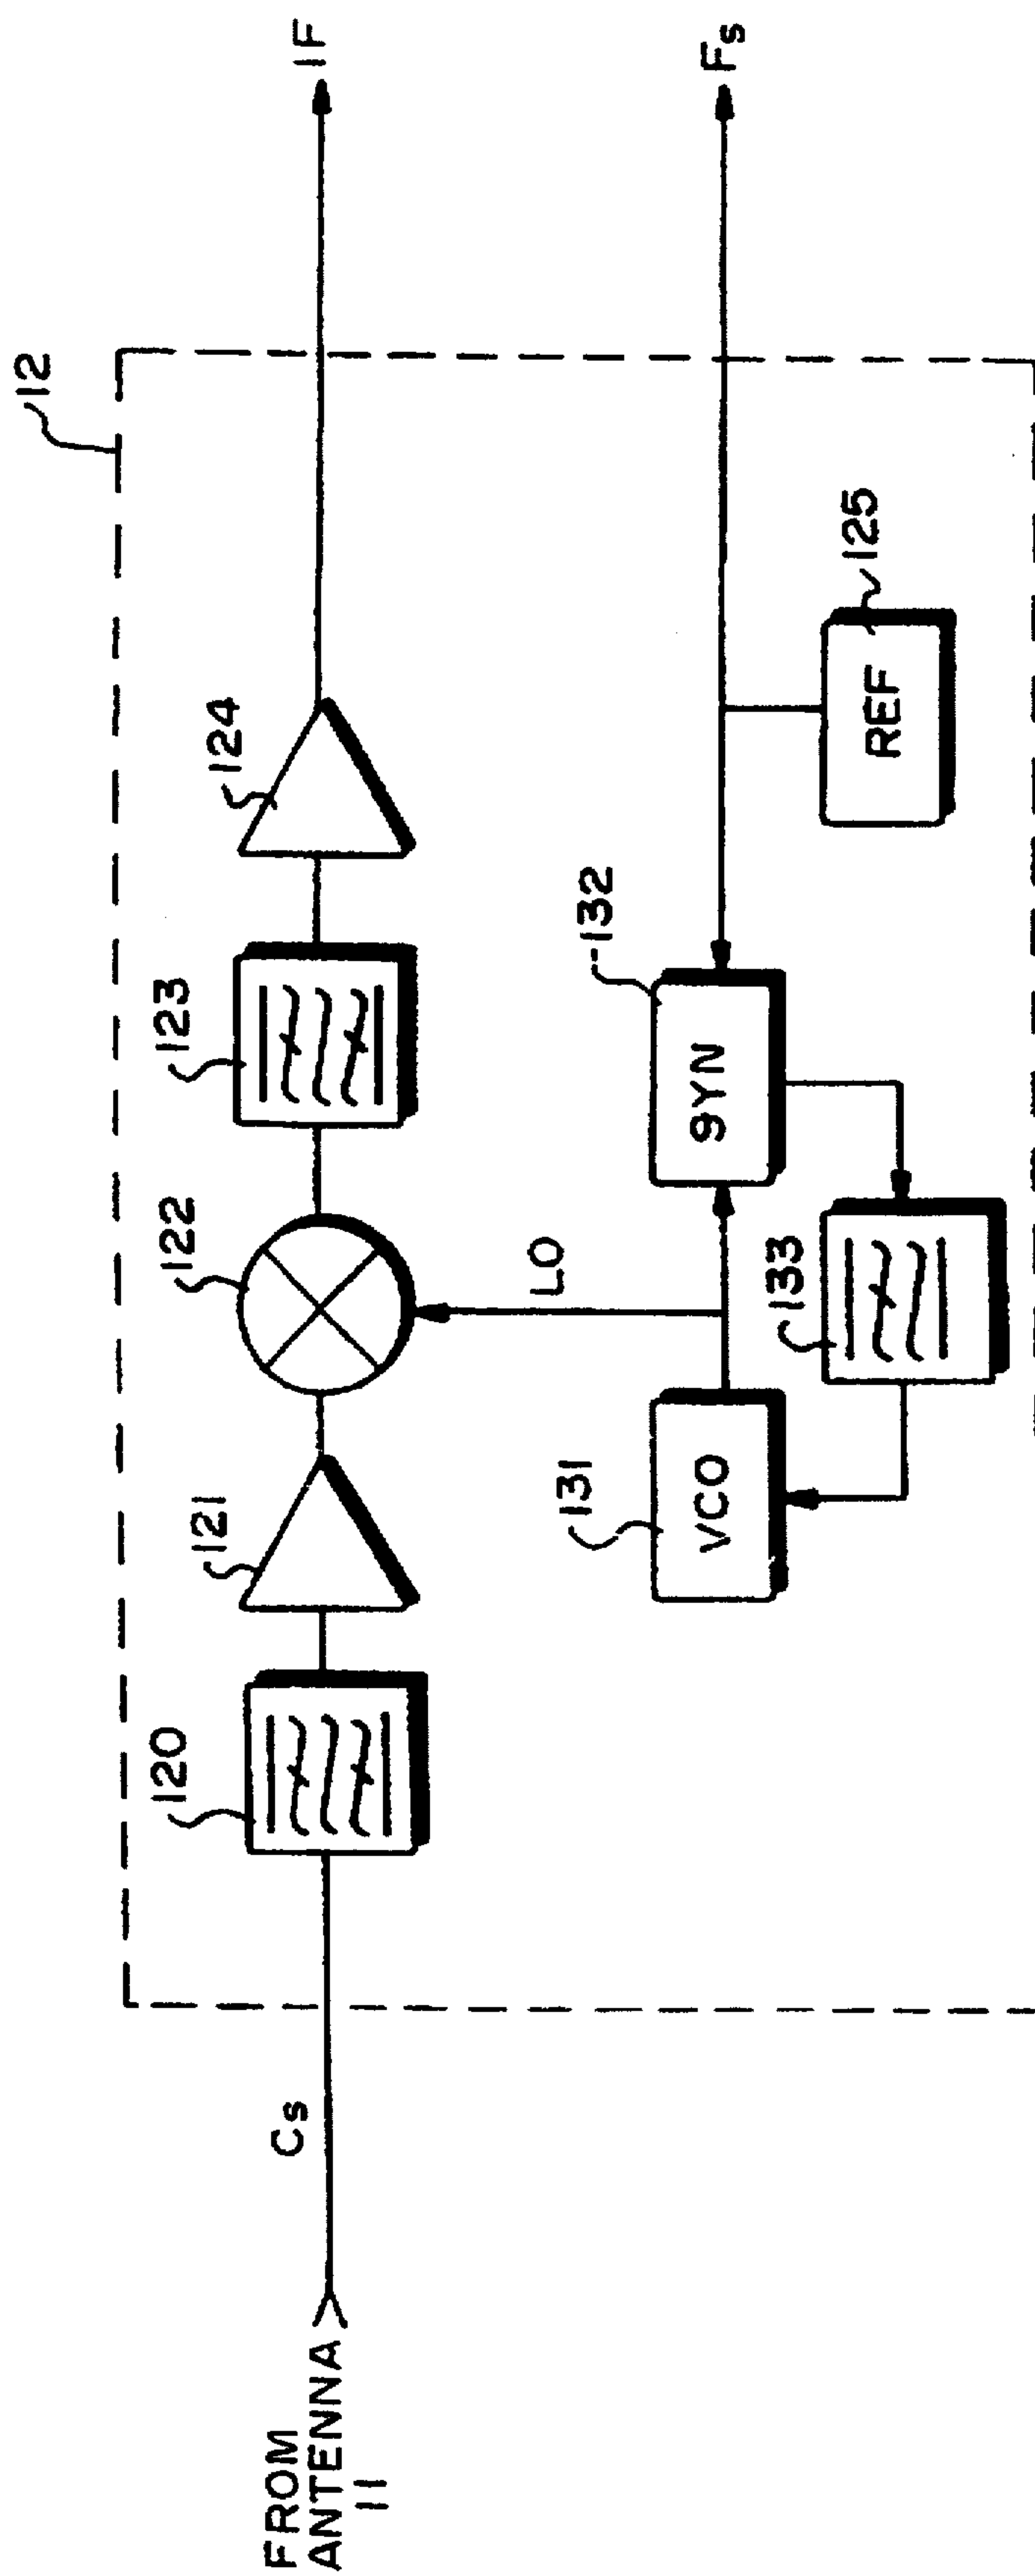 12
FROM
ANTENNA
11
Cs
120
121
122
123
124
IF
LO
131
VCO
132
SYN
133
125
REF
Fs